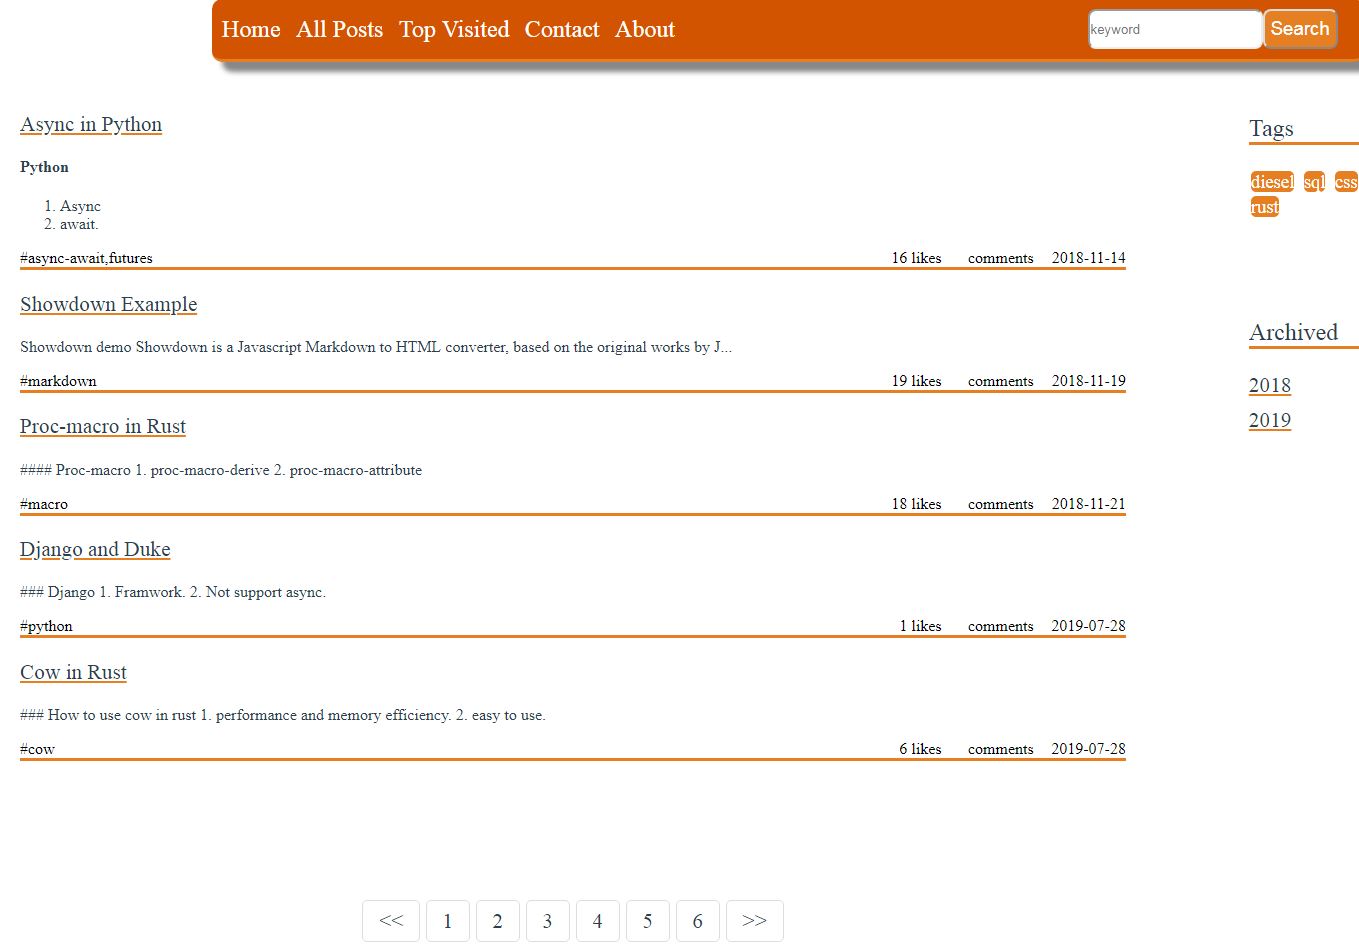 Home All Posts Top Visited Contact About keyword Search
Async in Python
Python
1. Async
2. await.
#async-await,futures 16 likes comments 2018-11-14
Showdown Example
Showdown demo Showdown is a Javascript Markdown to HTML converter, based on the original works by J...
#markdown 19 likes comments 2018-11-19
Proc-macro in Rust
#### Proc-macro 1. proc-macro-derive 2. proc-macro-attribute
#macro 18 likes comments 2018-11-21
Django and Duke
### Django 1. Framwork. 2. Not support async.
#python 1 likes comments 2019-07-28
Cow in Rust
### How to use cow in rust 1. performance and memory efficiency. 2. easy to use.
#cow 6 likes comments 2019-07-28
Tags
diesel sql css
rust
Archived
2018
2019
<< 1 2 3 4 5 6 >>